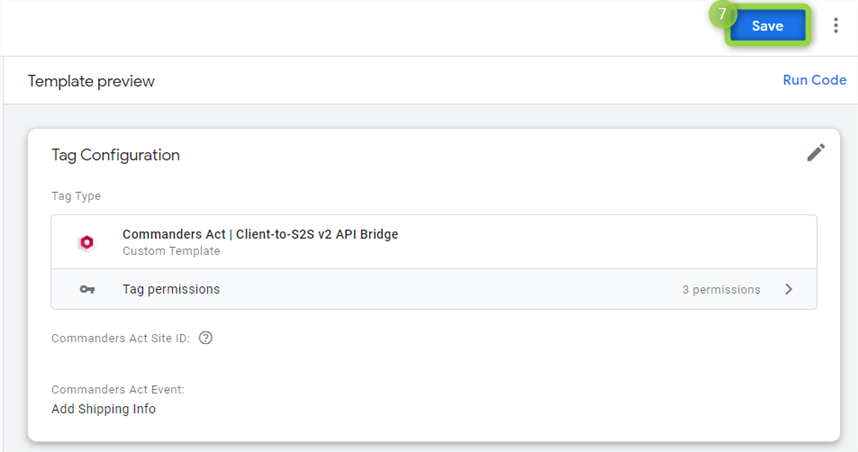 7
Save
Template preview
Run Code
Tag Configuration
Tag Type
Commanders Act | Client-to-S2S v2 API Bridge
Custom Template
Tag permissions
3 permissions
Commanders Act Site ID: ?
Commanders Act Event:
Add Shipping Info